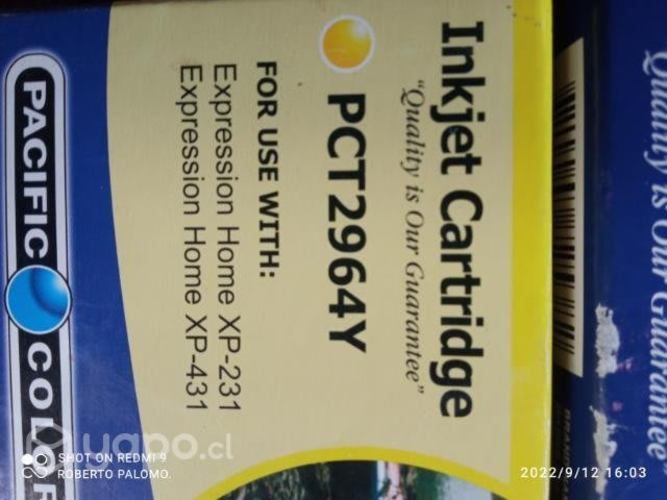 Inkjet Cartridge
"Quality is Our Guarantee"
PCT2964Y
FOR USE WITH:
Expression Home XP-231
Expression Home XP-431
PACIFIC COLOR
Quality is Our Guarantee
yapo.cl
SHOT ON REDMI 9
ROBERTO PALOMO.
2022/9/12 16:03